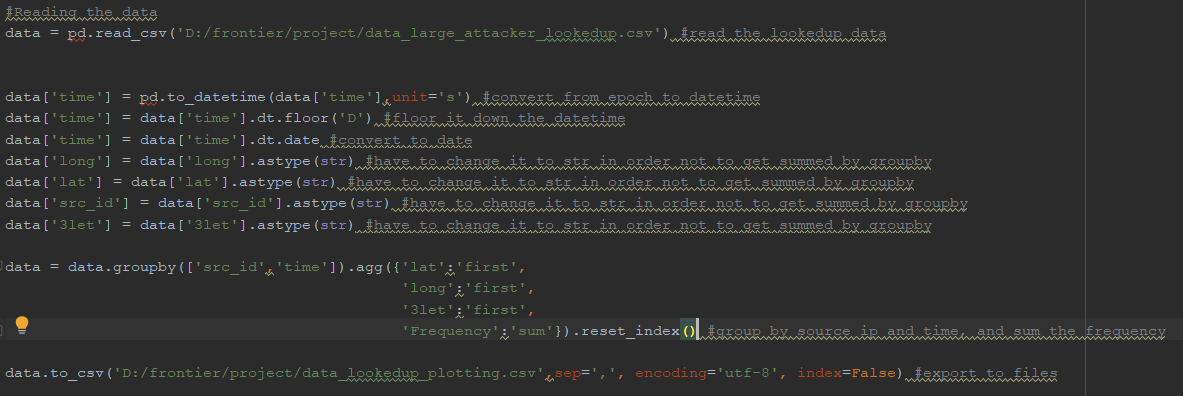 #Reading the data
data = pd.read_csv('D:/frontier/project/data_large_attacker_lookedup.csv') #read the lookedup data
data['time'] = pd.to_datetime(data['time'],unit='s') #convert from epoch to datetime
data['time'] = data['time'].dt.floor('D') #floor it down the datetime
data['time'] = data['time'].dt.date #convert to date
data['long'] = data['long'].astype(str) #have to change it to str in order not to get summed by groupby
data['lat'] = data['lat'].astype(str) #have to change it to str in order not to get summed by groupby
data['src_id'] = data['src_id'].astype(str) #have to change it to str in order not to get summed by groupby
data['3let'] = data['3let'].astype(str) #have to change it to str in order not to get summed by groupby
data = data.groupby(['src_id','time']).agg({'lat':'first',
'long':'first',
'3let':'first',
'Frequency':'sum'}).reset_index() #group by source ip and time, and sum the frequency
data.to_csv('D:/frontier/project/data_lookedup_plotting.csv',sep=',', encoding='utf-8', index=False) #export to files